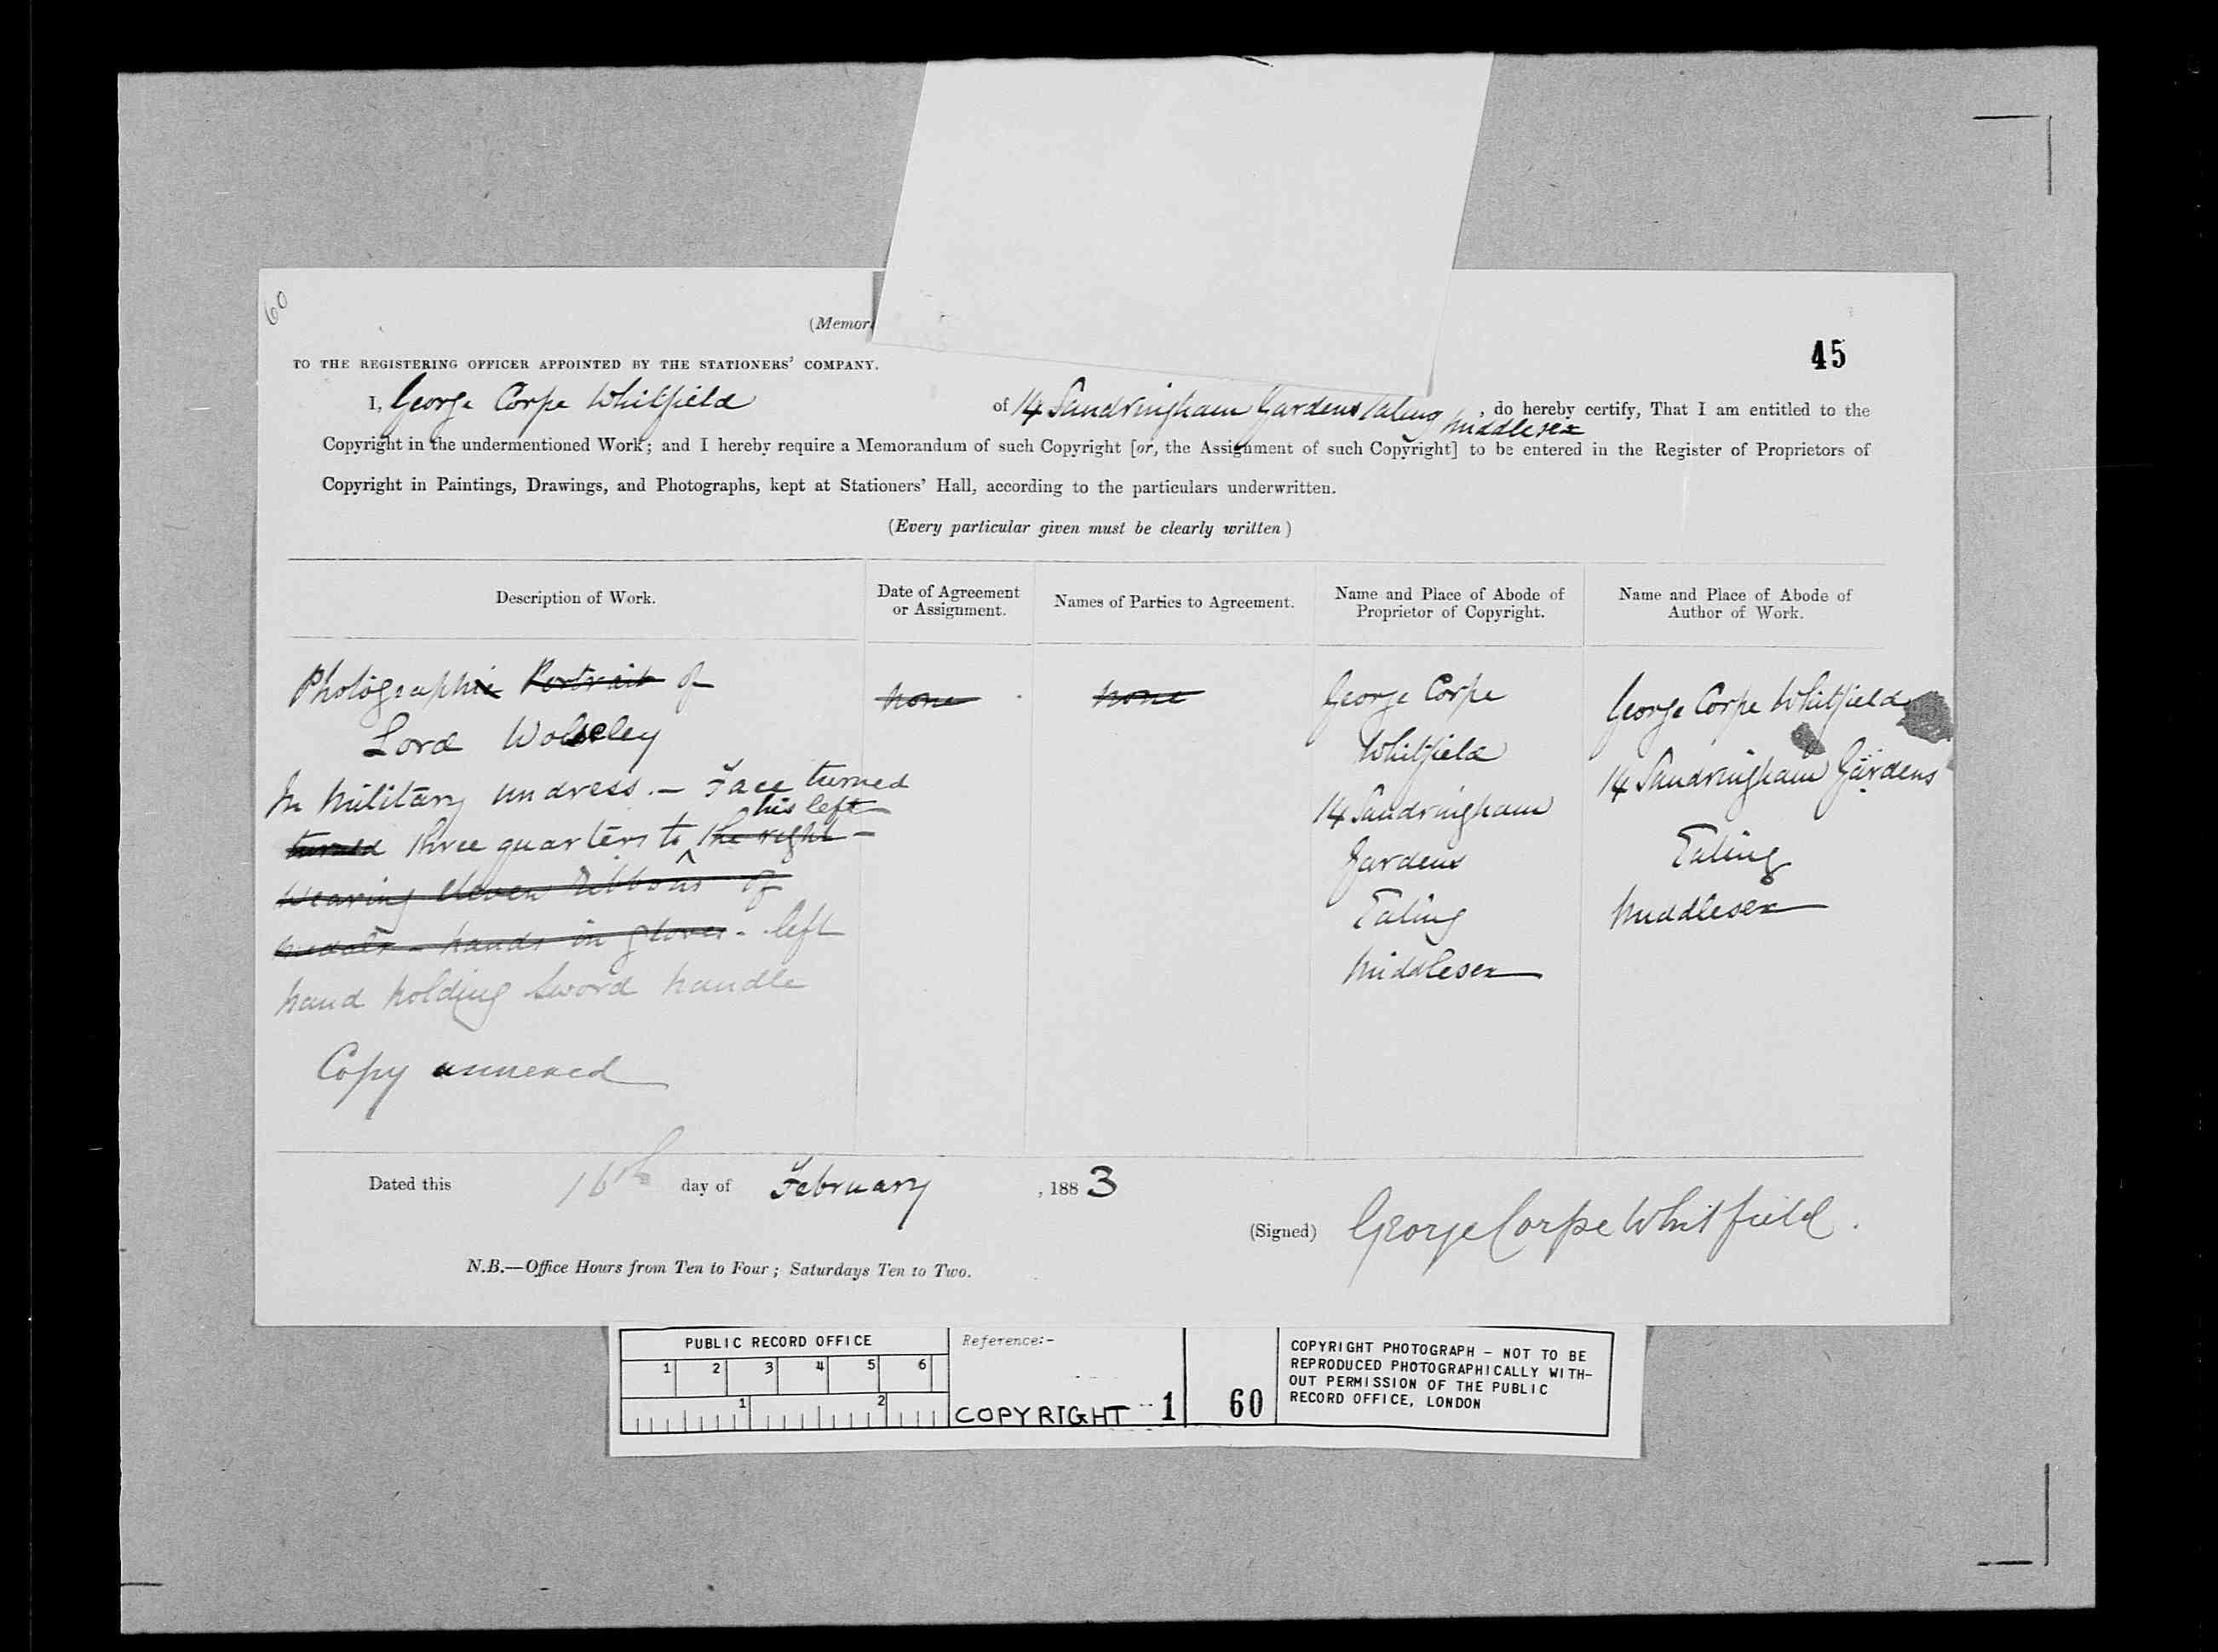 60
(Memor
45
TO THE REGISTERING OFFICER APPOINTED BY THE STATIONERS' COMPANY.
I, George Corpe Whitfield of 14 Sandringham Gardens Ealing Middlesex, do hereby certify, That I am entitled to the
Copyright in the undermentioned Work; and I hereby require a Memorandum of such Copyright [or, the Assignment of such Copyright] to be entered in the Register of Proprietors of
Copyright in Paintings, Drawings, and Photographs, kept at Stationers' Hall, according to the particulars underwritten.
(Every particular given must be clearly written)
Description of Work.
Date of Agreement
or Assignment.
Names of Parties to Agreement.
Name and Place of Abode of
Proprietor of Copyright.
Name and Place of Abode of
Author of Work.
Photographic Portrait of
Lord Wolseley
In Military undress. - Face turned
his left
turned three quarters to the right -
Wearing eleven Ribbons of
medals - hands in gloves - left
hand holding Sword handle
Copy annexed
None
None
George Corpe
Whitfield
14 Sandringham
Gardens
Ealing
Middlesex
George Corpe Whitfield
14 Sandringham Gardens
Ealing
Middlesex
Dated this 16th day of February, 1883
(Signed) George Corpe Whitfield.
N.B.—Office Hours from Ten to Four; Saturdays Ten to Two.
PUBLIC RECORD OFFICE
1 2 3 4 5 6
1 2
Reference:-
COPYRIGHT 1
60
COPYRIGHT PHOTOGRAPH - NOT TO BE
REPRODUCED PHOTOGRAPHICALLY WITH-
OUT PERMISSION OF THE PUBLIC
RECORD OFFICE, LONDON